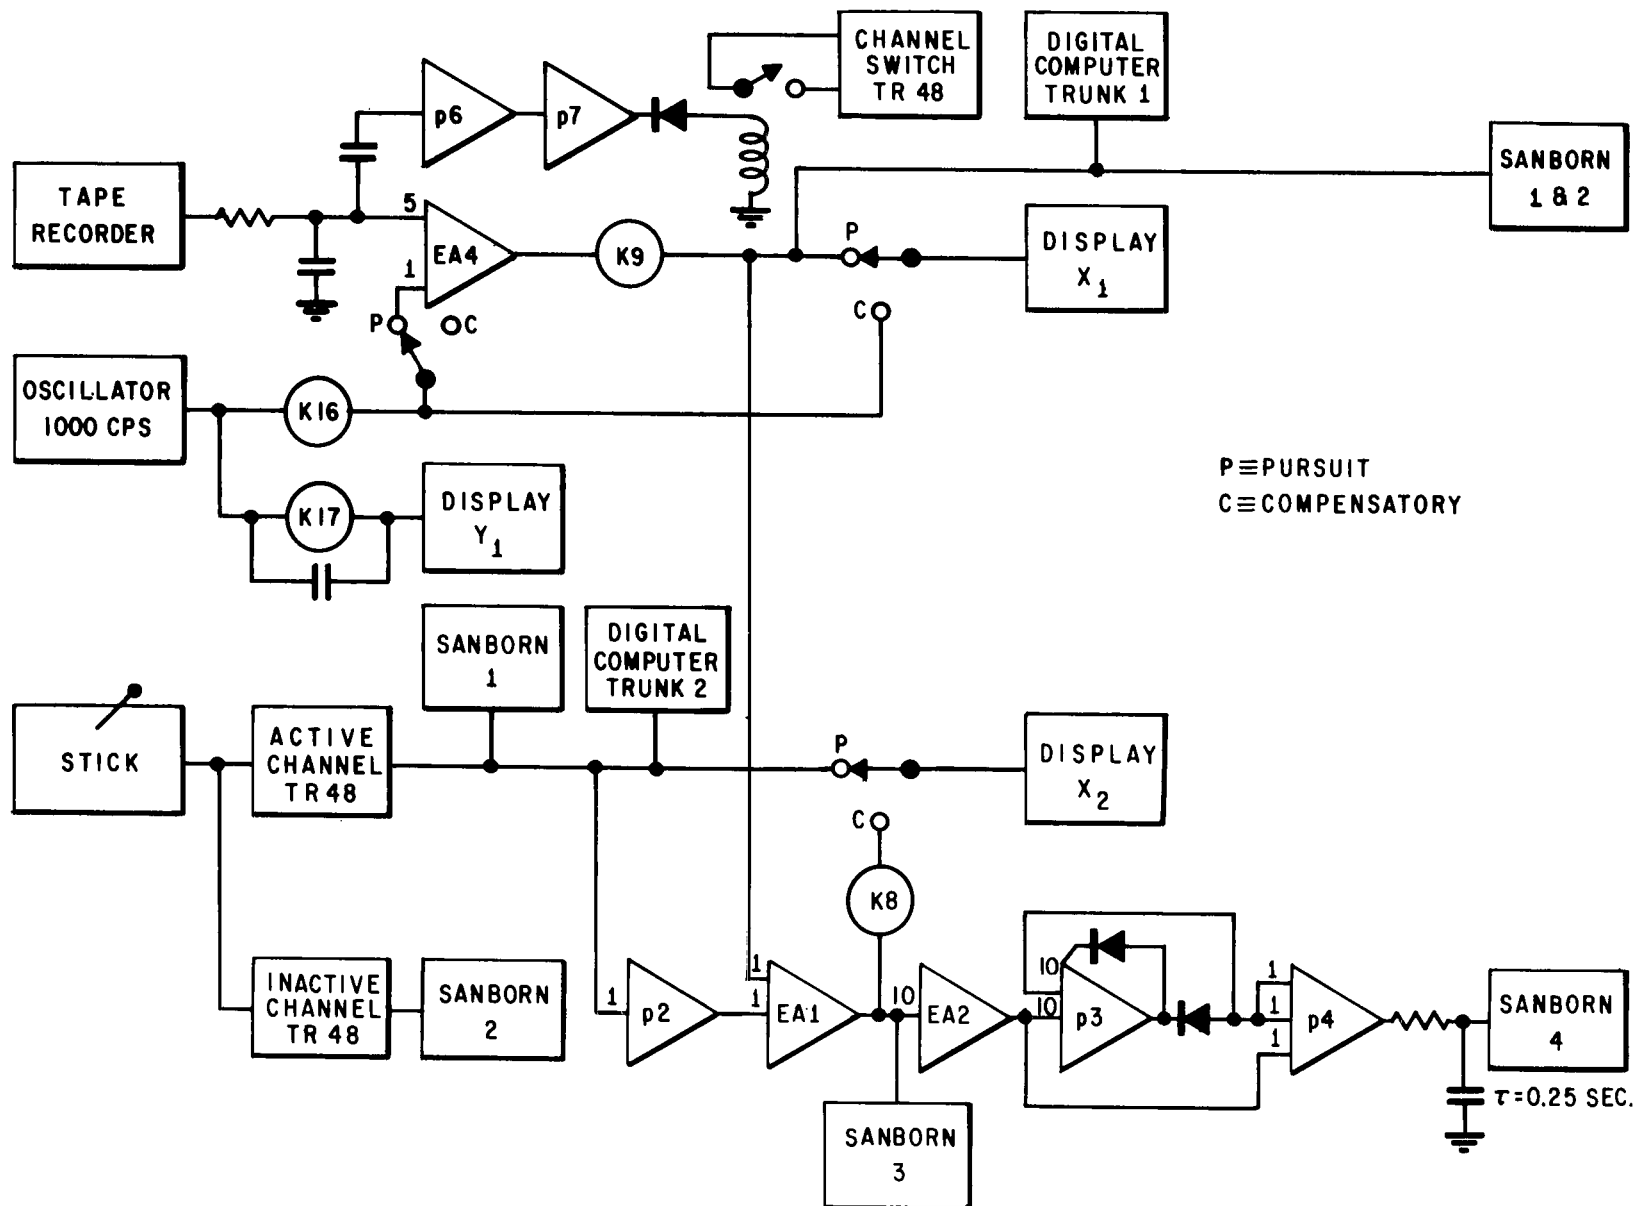 CHANNEL
SWITCH
TR 48
DIGITAL
COMPUTER
TRUNK 1
p6
p7
SANBORN
1 & 2
TAPE
RECORDER
5
EA4
1
K9
P
DISPLAY
X1
P
C
C
OSCILLATOR
1000 CPS
K16
P≡PURSUIT
C≡COMPENSATORY
K17
DISPLAY
Y1
SANBORN
1
DIGITAL
COMPUTER
TRUNK 2
STICK
ACTIVE
CHANNEL
TR 48
P
DISPLAY
X2
C
K8
INACTIVE
CHANNEL
TR 48
SANBORN
2
1
p2
1
1
EA1
10
EA2
10
10
p3
1
1
1
p4
SANBORN
4
τ=0.25 SEC.
SANBORN
3